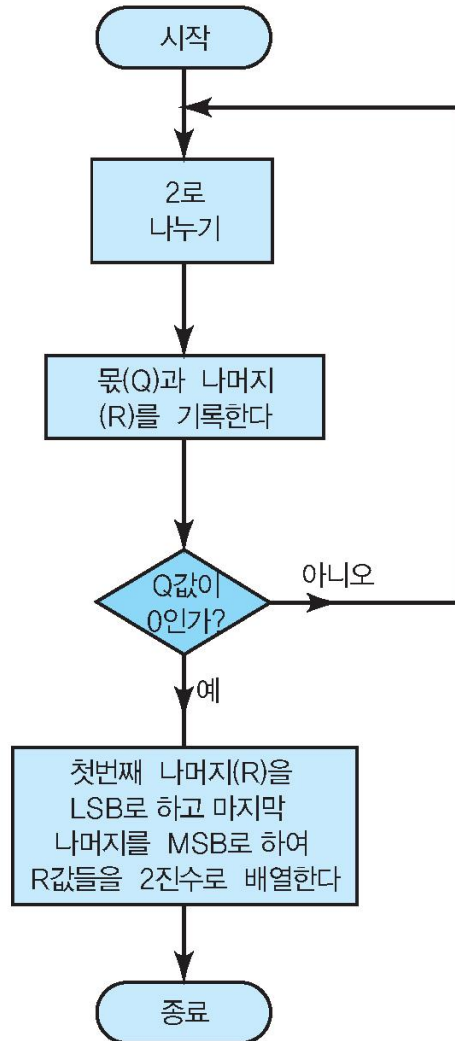 시작
2로
나누기
몫(Q)과 나머지
(R)를 기록한다
Q값이
0인가?
아니오
예
첫번째 나머지(R)을
LSB로 하고 마지막
나머지를 MSB로 하여
R값들을 2진수로 배열한다
종료